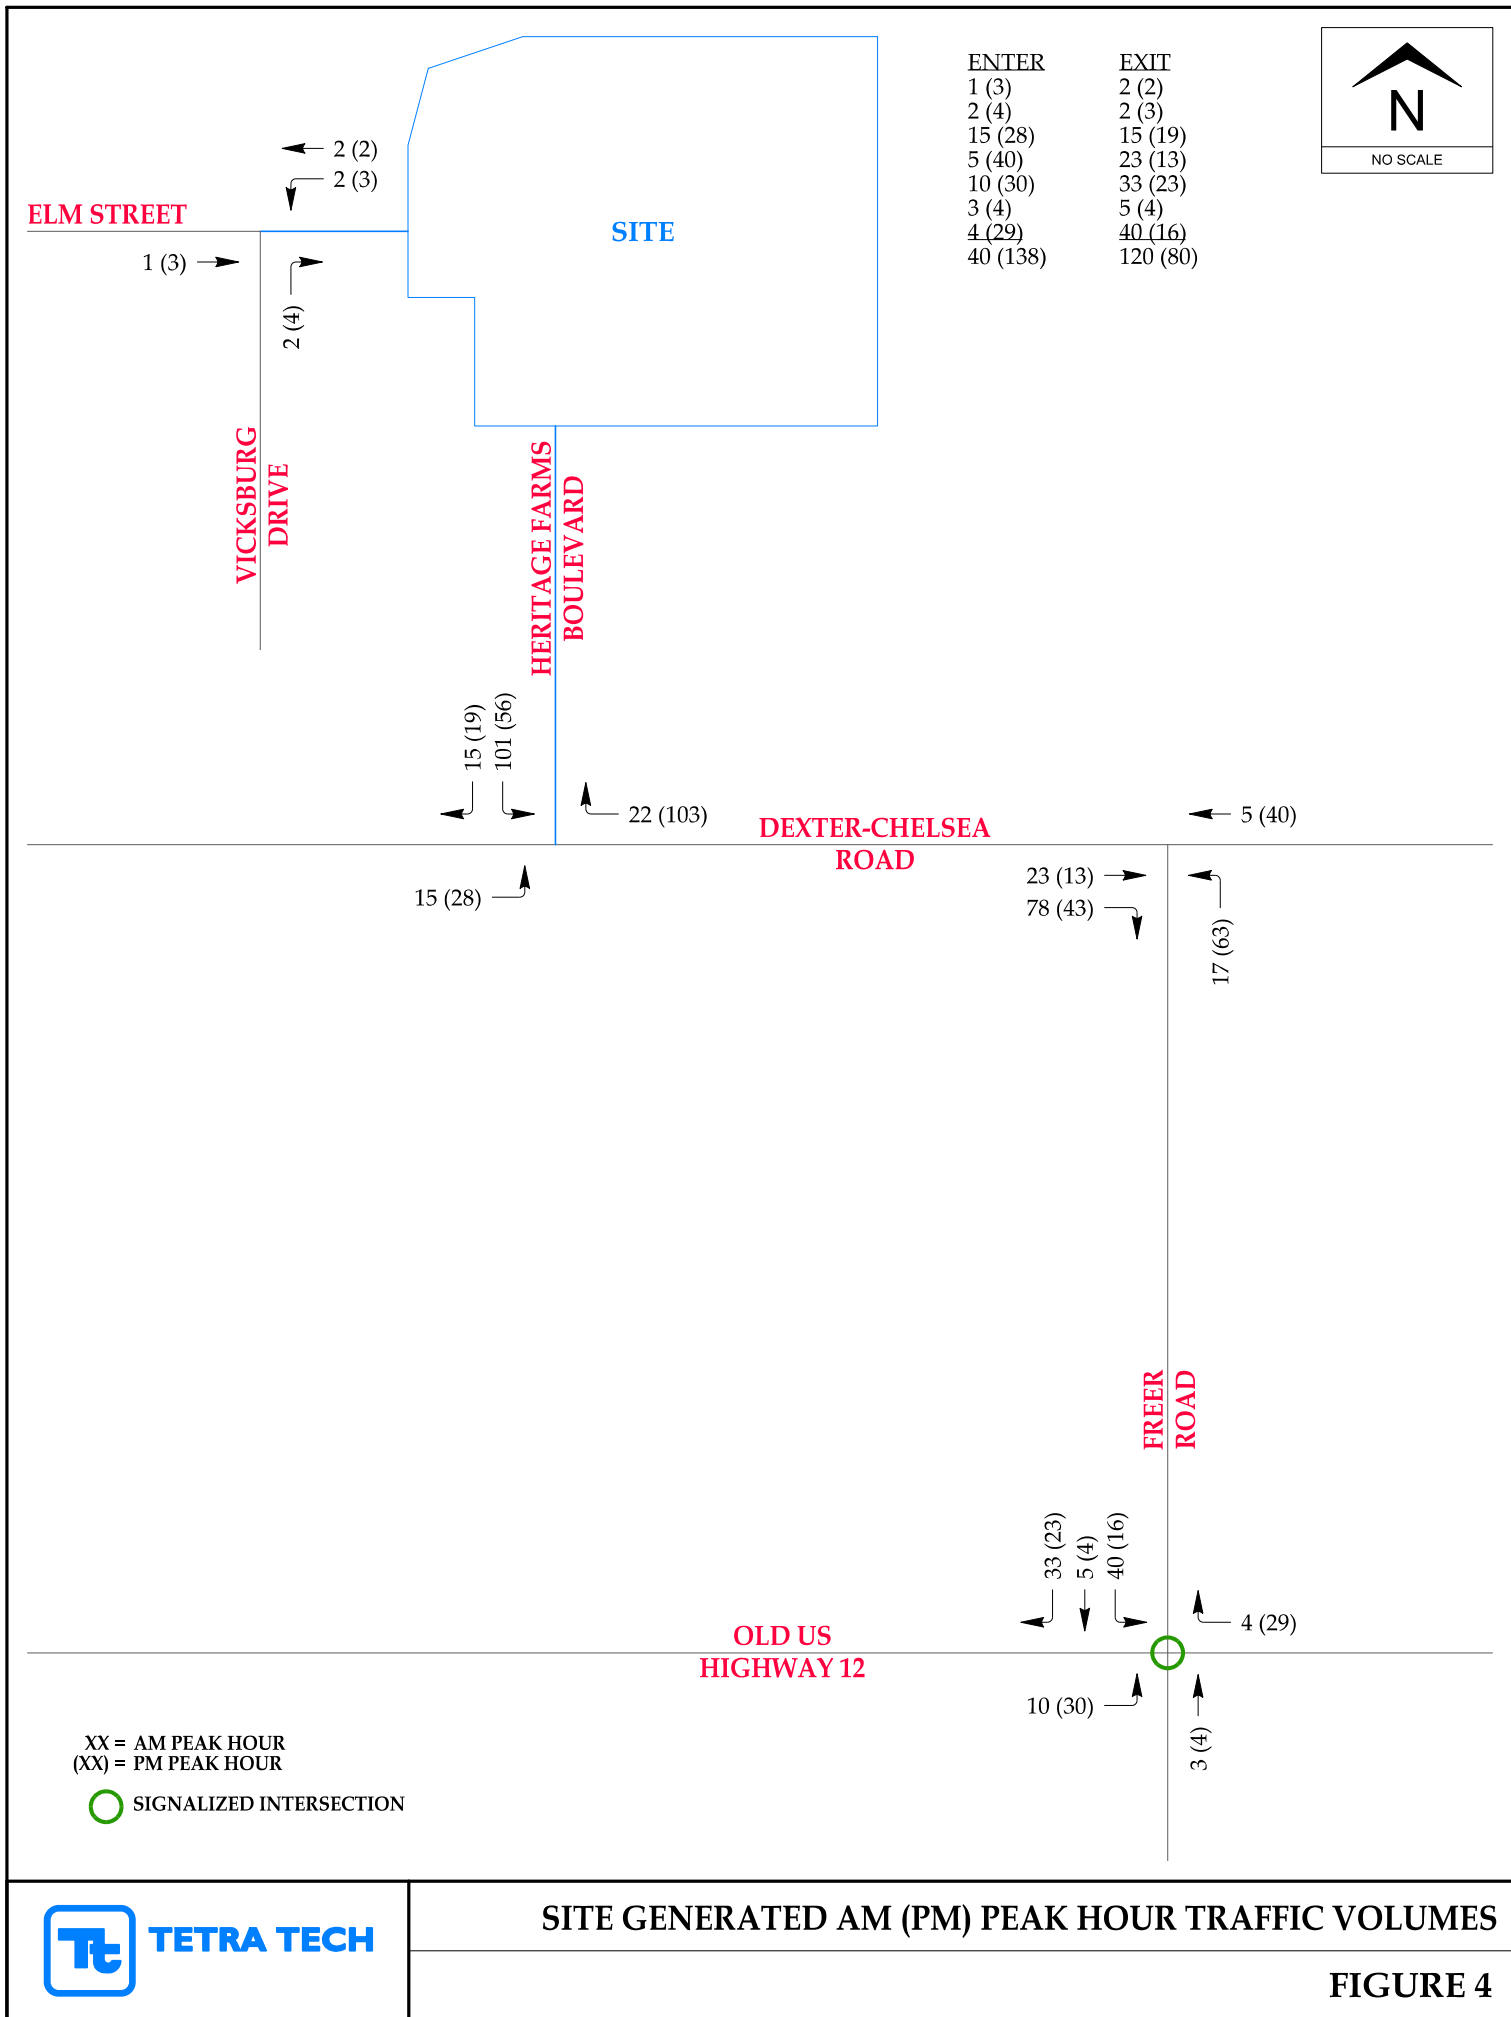 ENTER
1 (3)
2 (4)
15 (28)
5 (40)
10 (30)
3 (4)
4 (29)
40 (138)
EXIT
2 (2)
2 (3)
15 (19)
23 (13)
33 (23)
5 (4)
40 (16)
120 (80)
N
NO SCALE
2 (2)
2 (3)
ELM STREET
SITE
1 (3)
2 (4)
VICKSBURG
DRIVE
HERITAGE FARMS
BOULEVARD
15 (19)
101 (56)
22 (103)
15 (28)
DEXTER-CHELSEA
ROAD
5 (40)
23 (13)
78 (43)
17 (63)
FREER
ROAD
33 (23)
5 (4)
40 (16)
4 (29)
OLD US
HIGHWAY 12
10 (30)
3 (4)
XX = AM PEAK HOUR
(XX) = PM PEAK HOUR
SIGNALIZED INTERSECTION
Tt
TETRA TECH
SITE GENERATED AM (PM) PEAK HOUR TRAFFIC VOLUMES
FIGURE 4